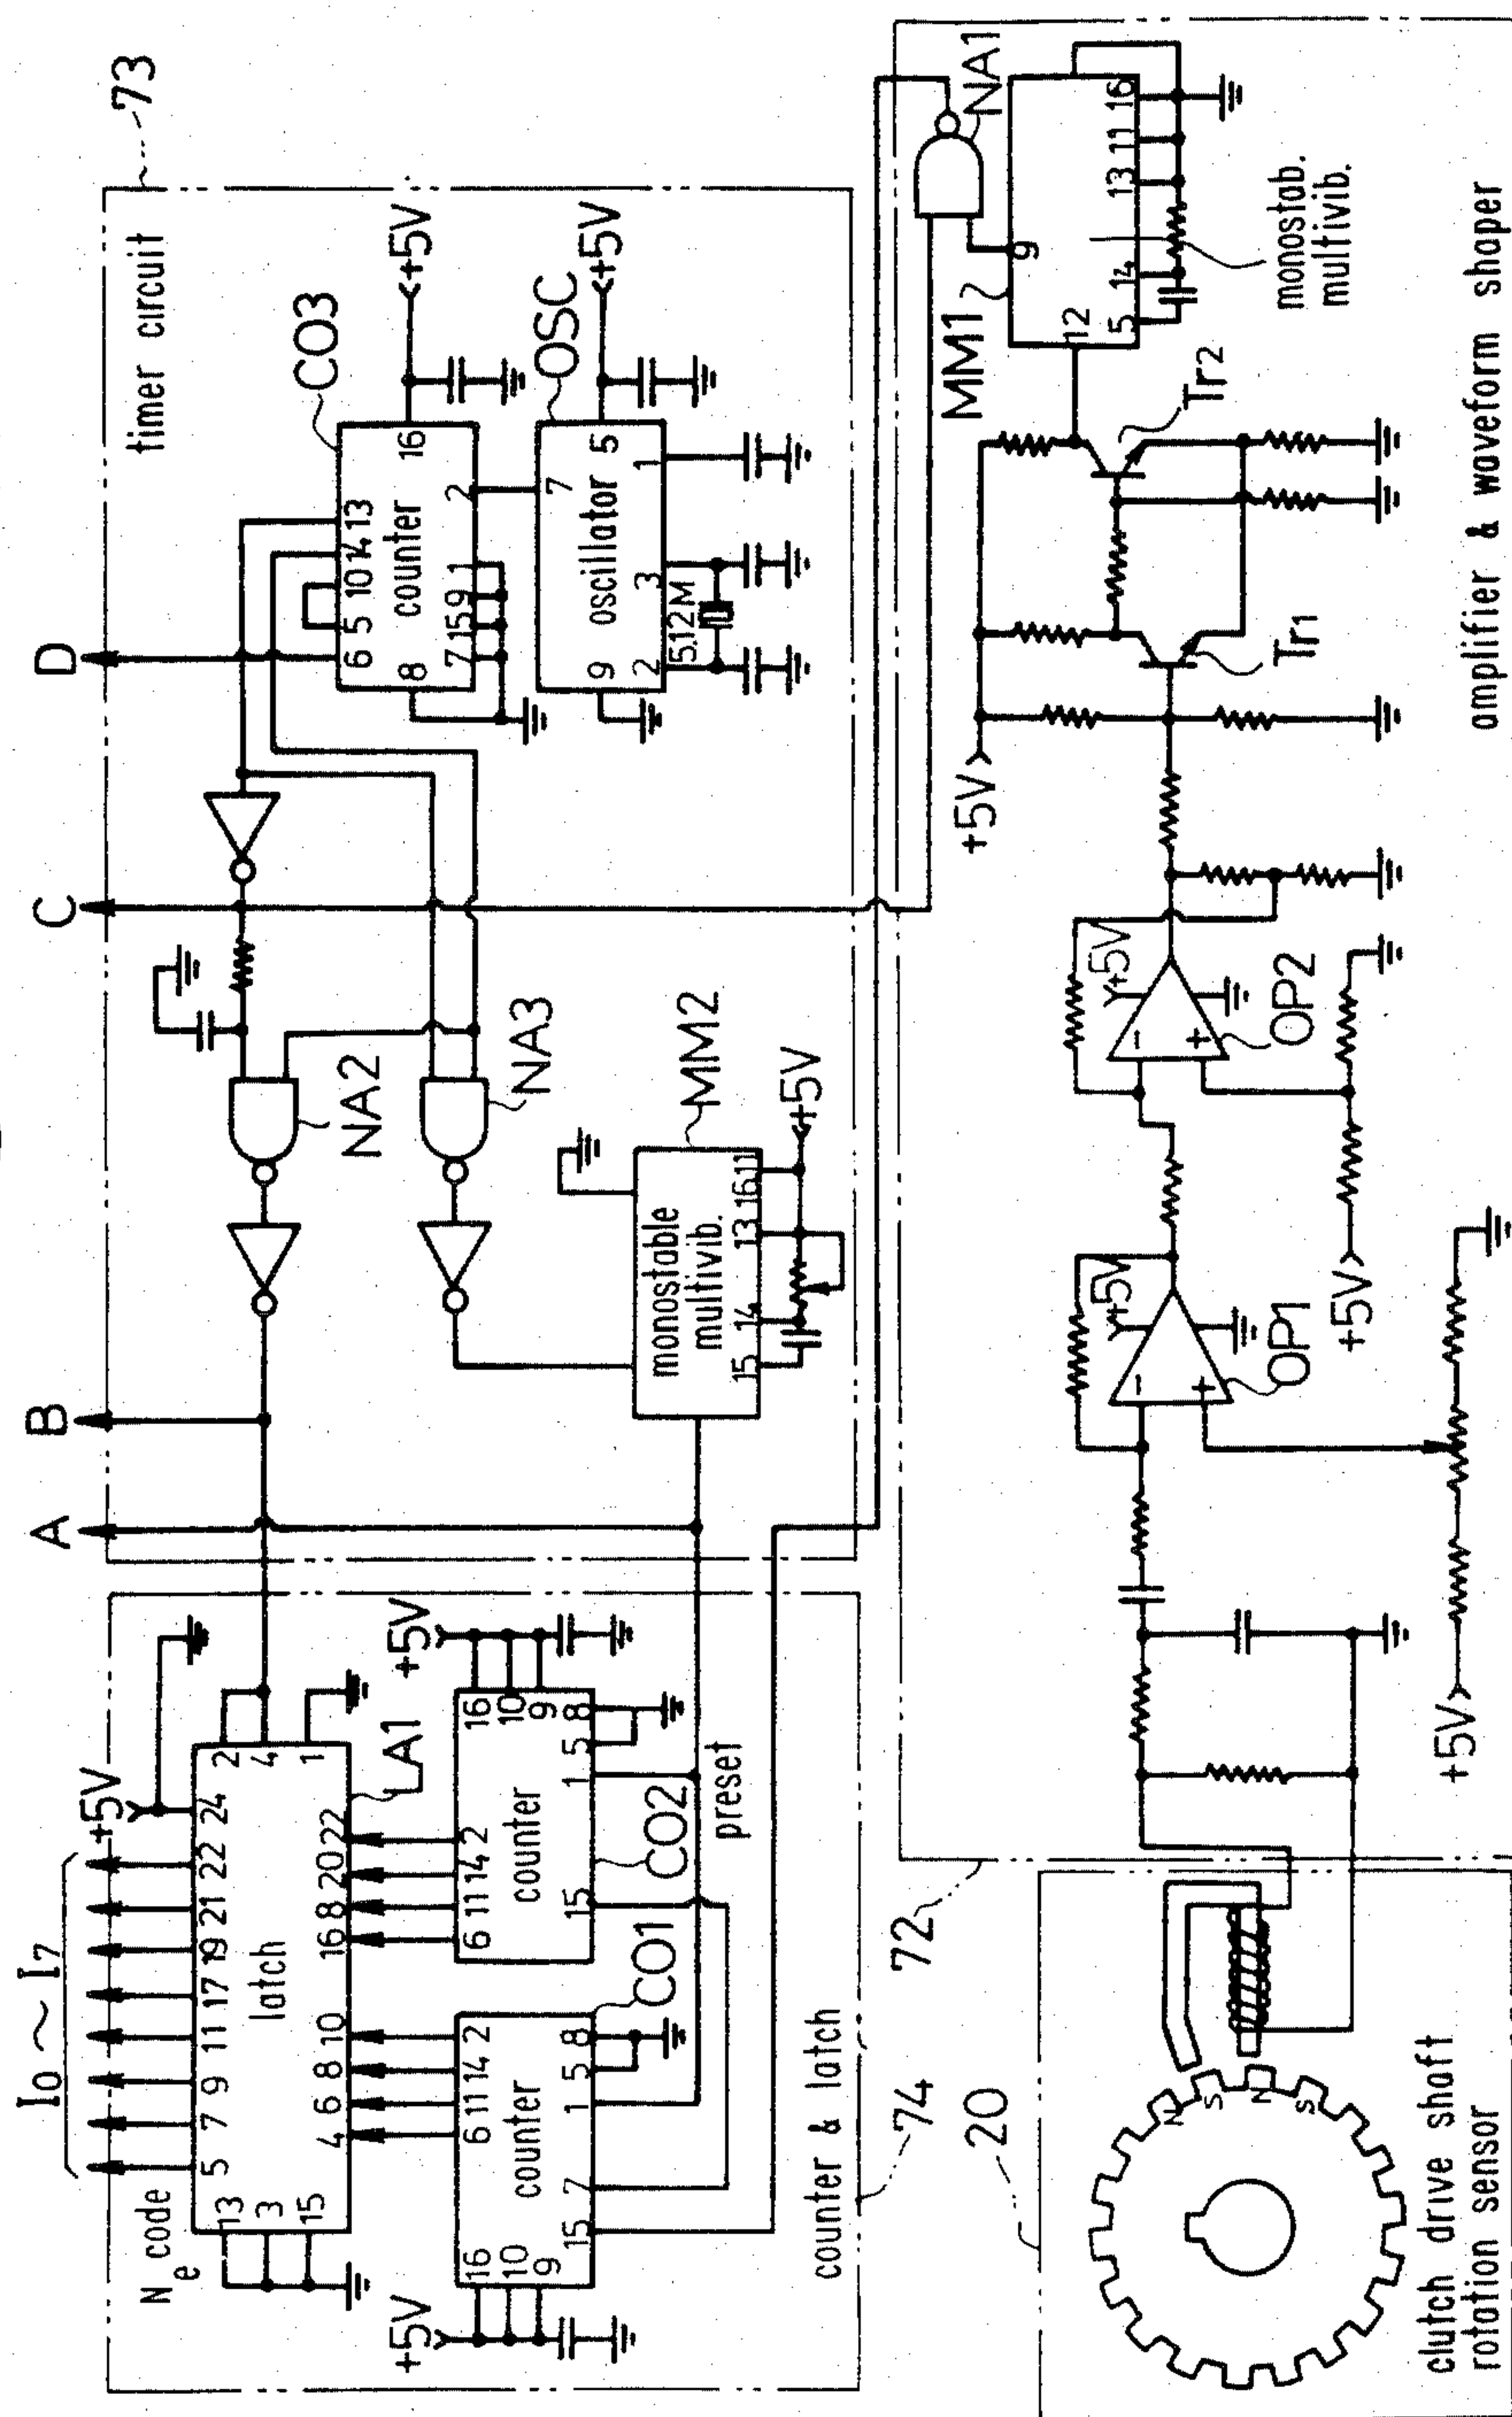 I0 ~ I7
A
B
C
D
73
timer circuit
+5V
N e code
5 7 9 11 17 19 21 22 24
13
3
15
latch
2
4
1
LA1
4 6 8 10 16 8 20 22
6 11 14 2
6 11 14 2
+5V
16
10
9
counter
15 7 1 5 8
CO1
16
10
9
counter
15 1 5 8
CO2
+5V
preset
counter & latch
74
NA2
NA3
MM2
monostable
multivib.
15 14 13 16 11
+5V
6 5 10 14 13
8
counter
16
7 15 9 1 2
CO3
+5V
9
oscillator
7
5
2 3 1
5.12M
OSC
+5V
20
72
N
S
N
S
clutch drive shaft
rotation sensor
+5V
−
+
+5V
OP1
+5V
−
+
+5V
OP2
+5V
Tr1
Tr2
MM1
12
9
5 14 13 11 16
monostab.
multivib.
NA1
amplifier & waveform shaper